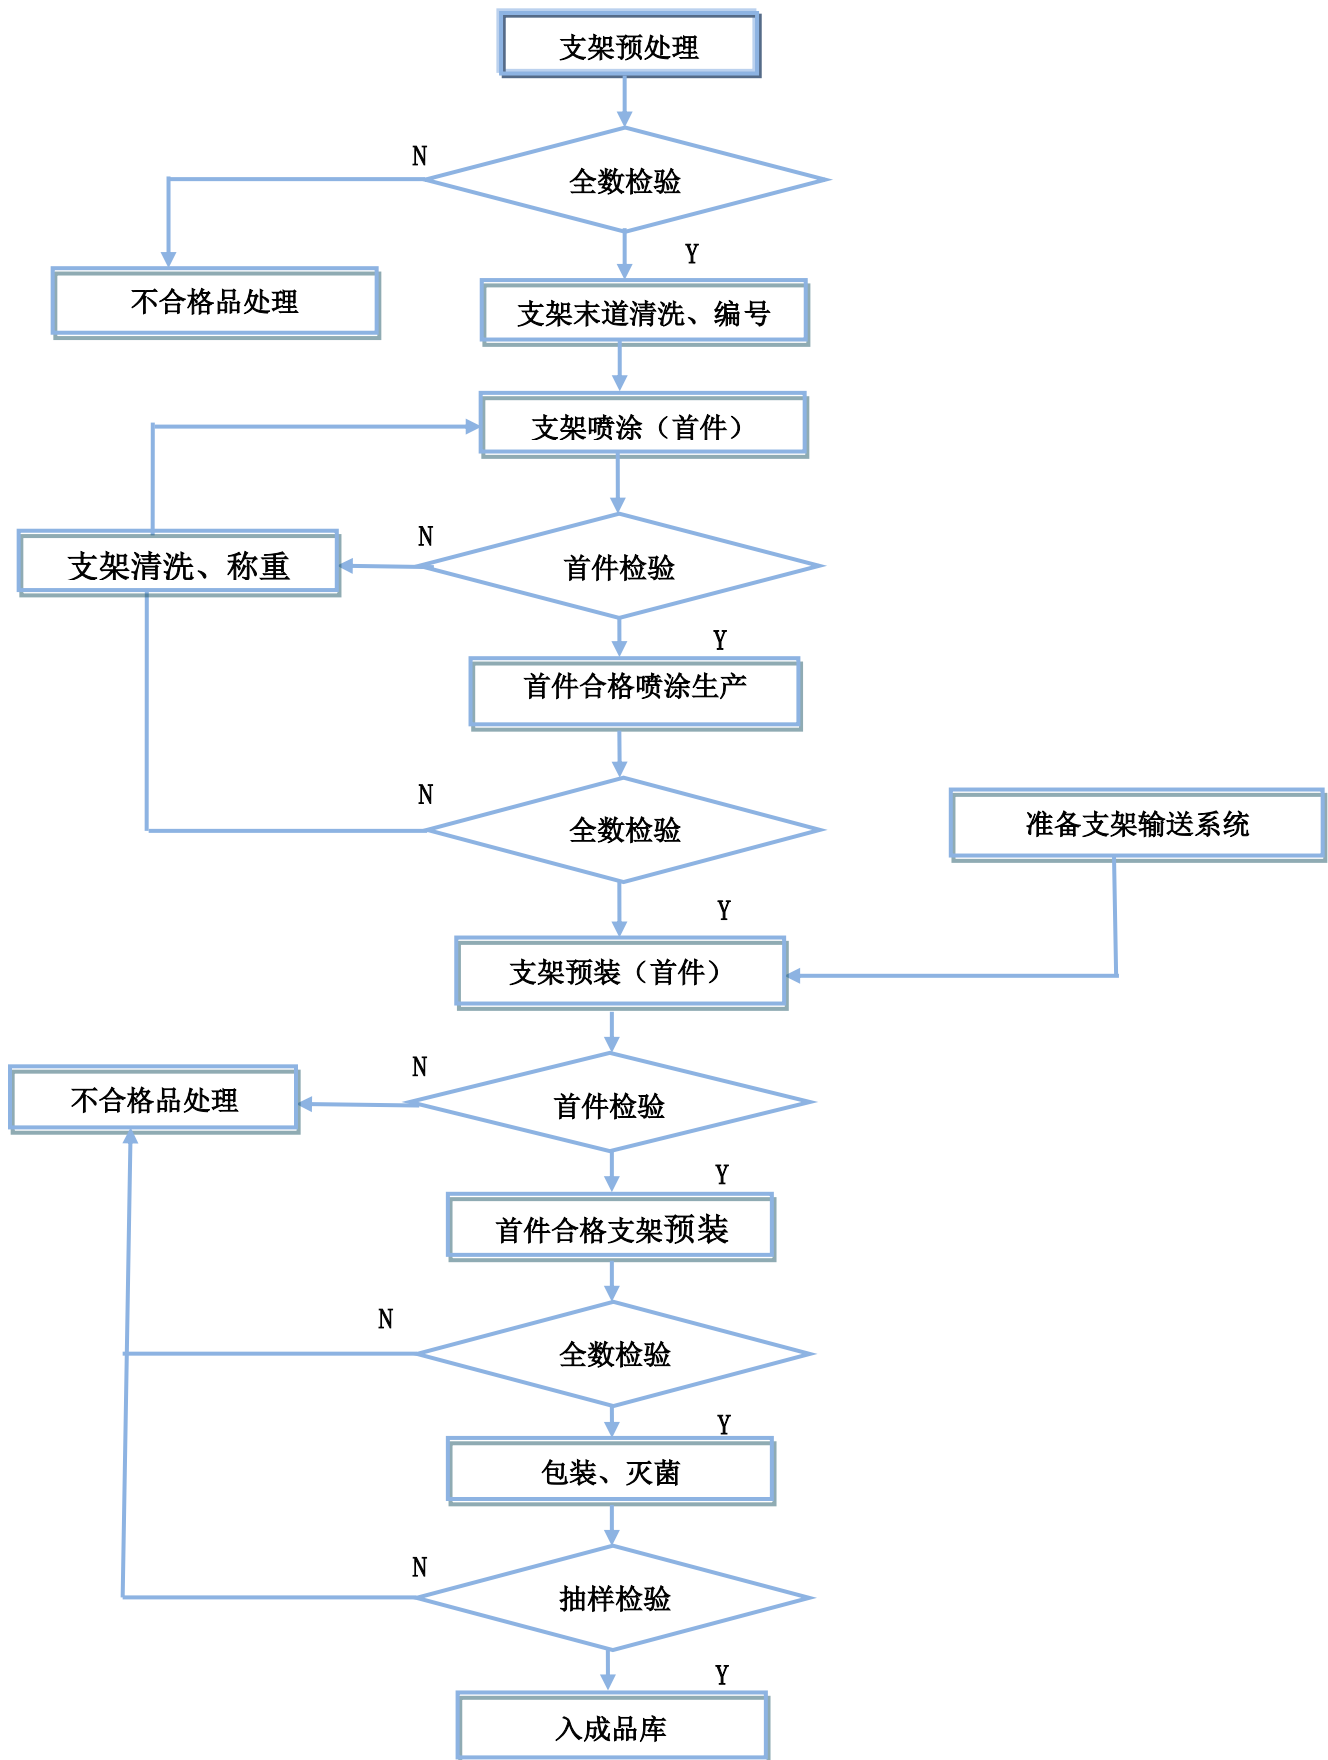 支架预处理
N
全数检验
Y
不合格品处理
支架末道清洗、编号
支架喷涂（首件）
N
支架清洗、称重
首件检验
Y
首件合格喷涂生产
N
全数检验
准备支架输送系统
Y
支架预装（首件）
N
不合格品处理
首件检验
Y
首件合格支架预装
N
全数检验
Y
包装、灭菌
N
抽样检验
Y
入成品库